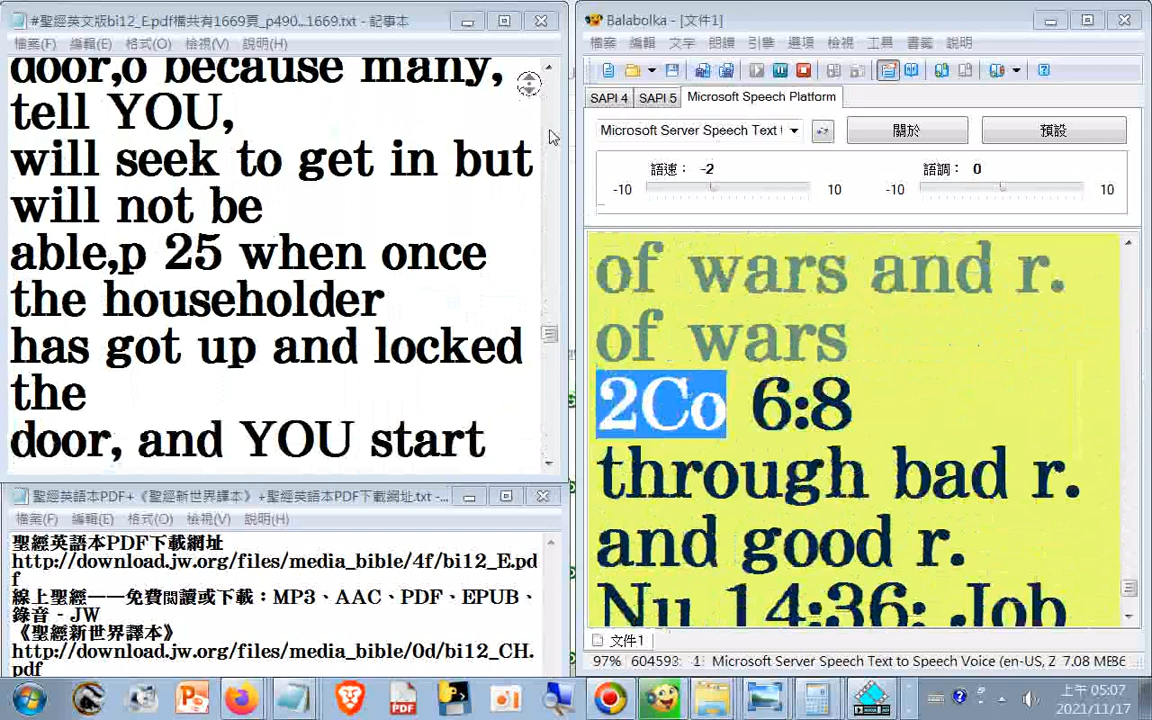 #聖經英文版bi12_E.pdf檔共有1669頁_p490...1669.txt - 記事本
檔案(F) 編輯(E) 格式(O) 檢視(V) 說明(H)
door,o because many,
tell YOU,
will seek to get in but
will not be
able,p 25 when once
the householder
has got up and locked
the
door, and YOU start
聖經英語本PDF+《聖經新世界譯本》+聖經英語本PDF下載網址.txt -...
檔案(F) 編輯(E) 格式(O) 檢視(V) 說明(H)
聖經英語本PDF下載網址
http://download.jw.org/files/media_bible/4f/bi12_E.pd
f
線上聖經——免費閱讀或下載：MP3、AAC、PDF、EPUB、
錄音 - JW
《聖經新世界譯本》
http://download.jw.org/files/media_bible/0d/bi12_CH.
pdf
Balabolka - [文件1]
檔案 編輯 文字 朗讀 引擎 選項 檢視 工具 書籤 說明
SAPI 4 SAPI 5 Microsoft Speech Platform
Microsoft Server Speech Text 關於 預設
語速： -2 語調： 0
-10 10 -10 10
of wars and r.
of wars
2Co 6:8
through bad r.
and good r.
Nu 14:36; Job
文件1
97% 604593 1 Microsoft Server Speech Text to Speech Voice (en-US, Z 7.08 MB
上午 05:07
2021/11/17